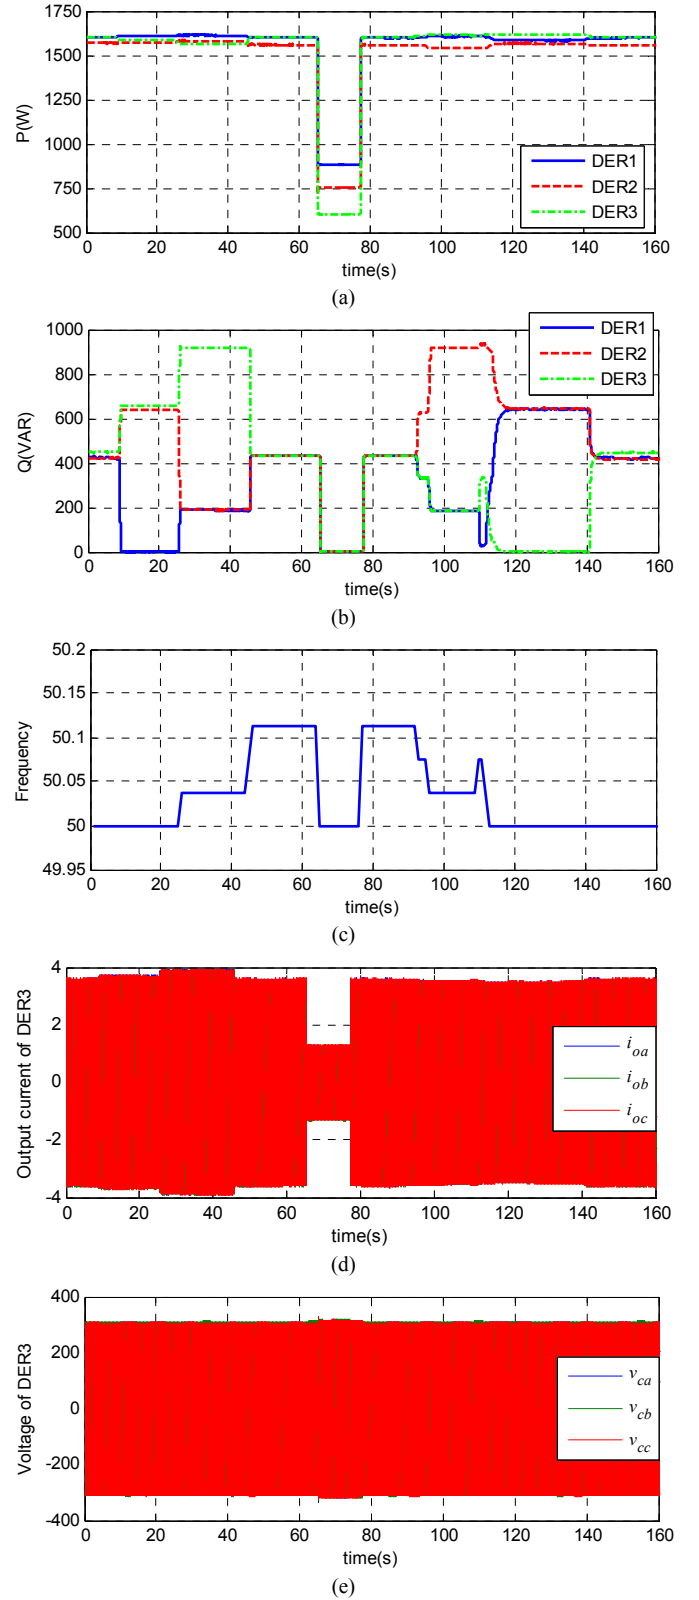 1750
1500
1250
1000
750
500
P(W)
DER1
DER2
DER3
0 20 40 60 80 100 120 140 160
time(s)
(a)
1000
800
600
400
200
0
Q(VAR)
DER1
DER2
DER3
0 20 40 60 80 100 120 140 160
time(s)
(b)
50.2
50.15
50.1
50.05
50
49.95
Frequency
0 20 40 60 80 100 120 140 160
time(s)
(c)
4
2
0
-2
-4
Output current of DER3
i_oa
i_ob
i_oc
0 20 40 60 80 100 120 140 160
time(s)
(d)
400
200
0
-200
-400
Voltage of DER3
v_ca
v_cb
v_cc
0 20 40 60 80 100 120 140 160
time(s)
(e)